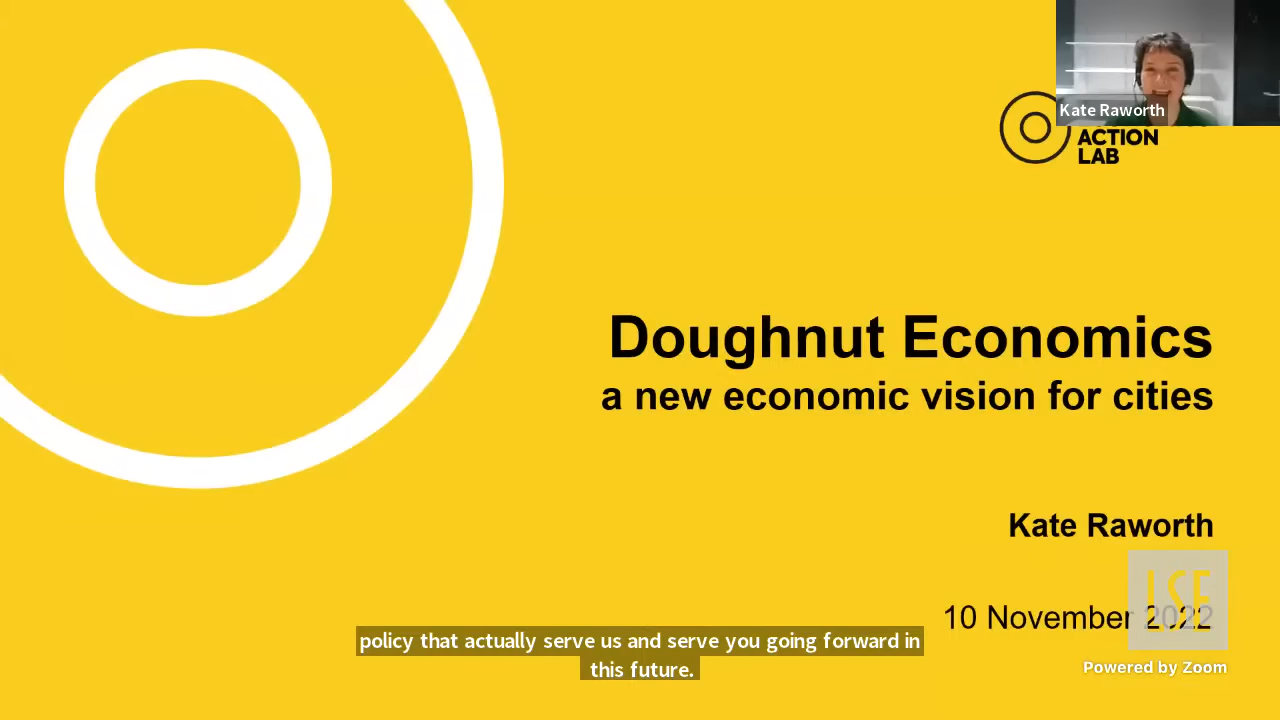 Kate Raworth
ACTION
LAB
Doughnut Economics
a new economic vision for cities
Kate Raworth
10 November 2022
LSE
policy that actually serve us and serve you going forward in
this future.
Powered by Zoom